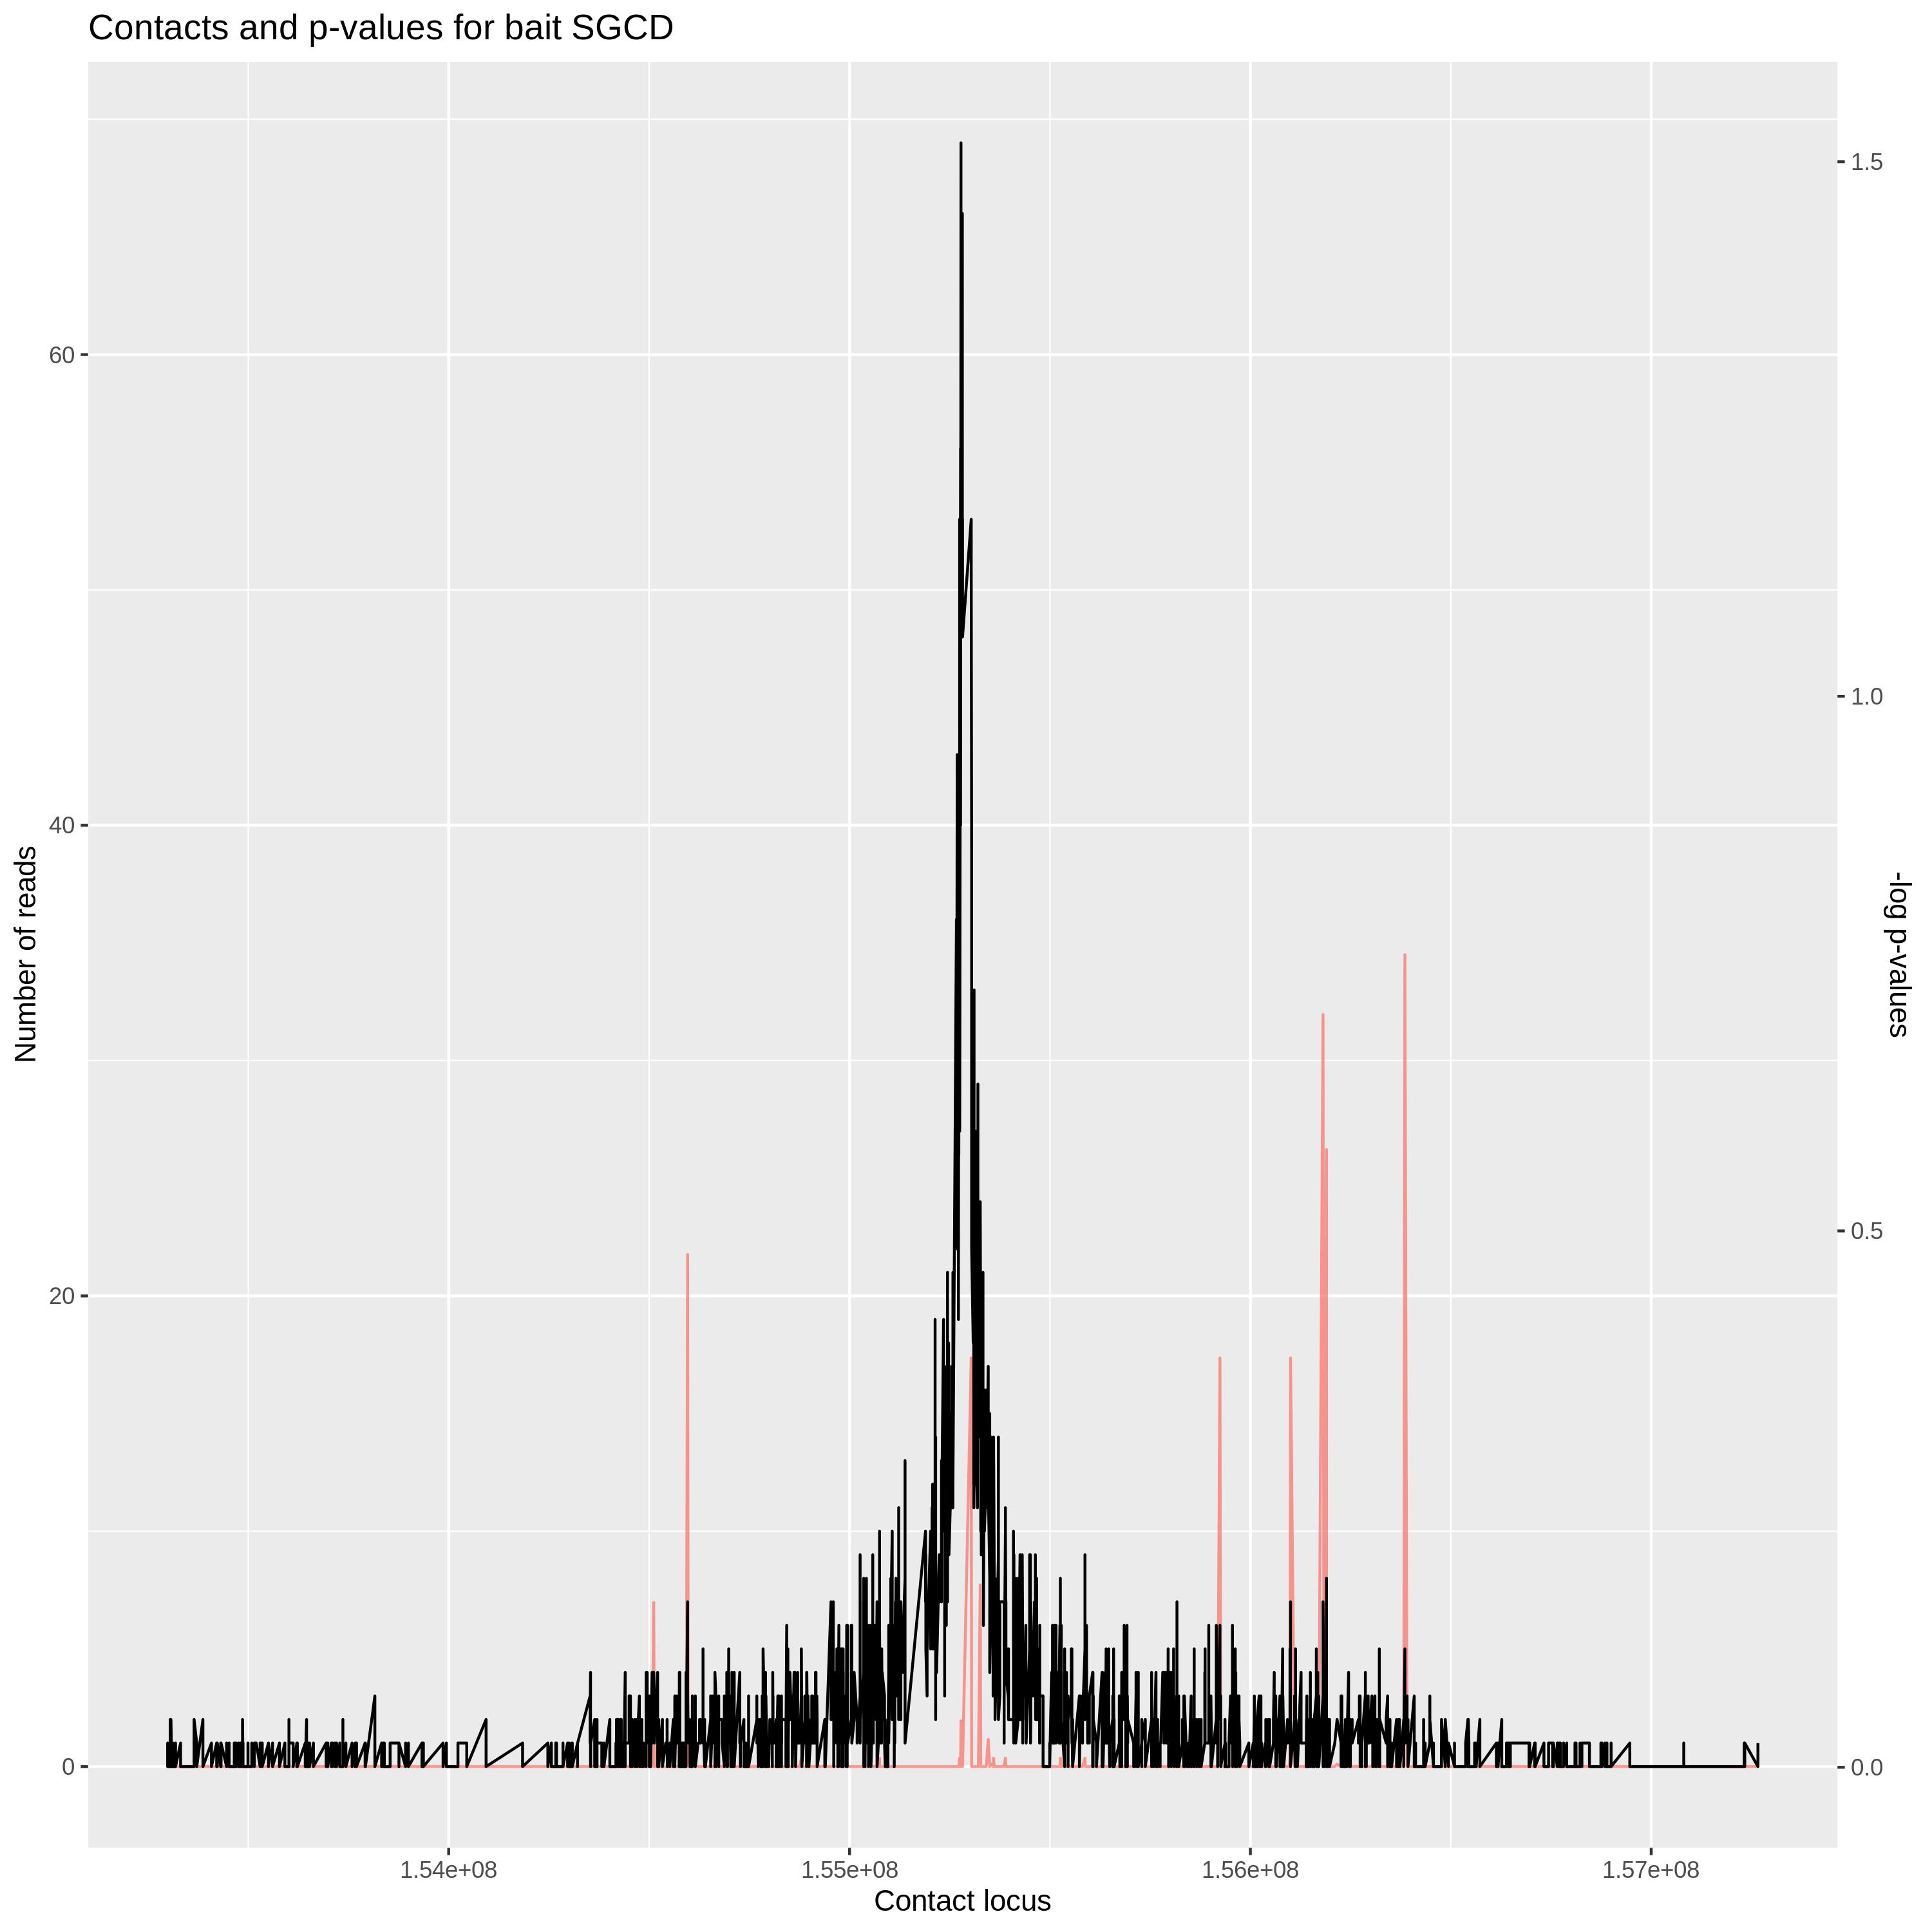 Contacts and p-values for bait SGCD
Number of reads
60
40
20
0
1.5
1.0
0.5
0.0
-log p-values
1.54e+08
1.55e+08
1.56e+08
1.57e+08
Contact locus